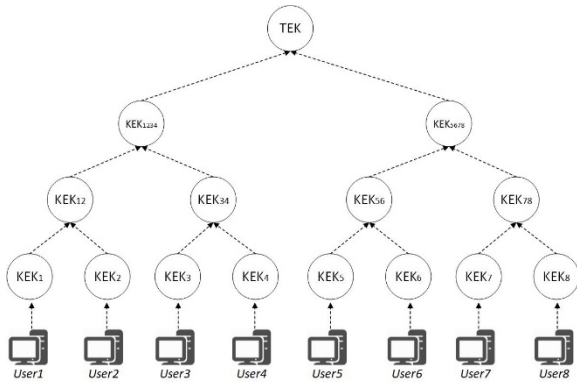 TEK
KEK1234 KEK5678
KEK12 KEK34 KEK56 KEK78
KEK1 KEK2 KEK3 KEK4 KEK5 KEK6 KEK7 KEK8
User1 User2 User3 User4 User5 User6 User7 User8